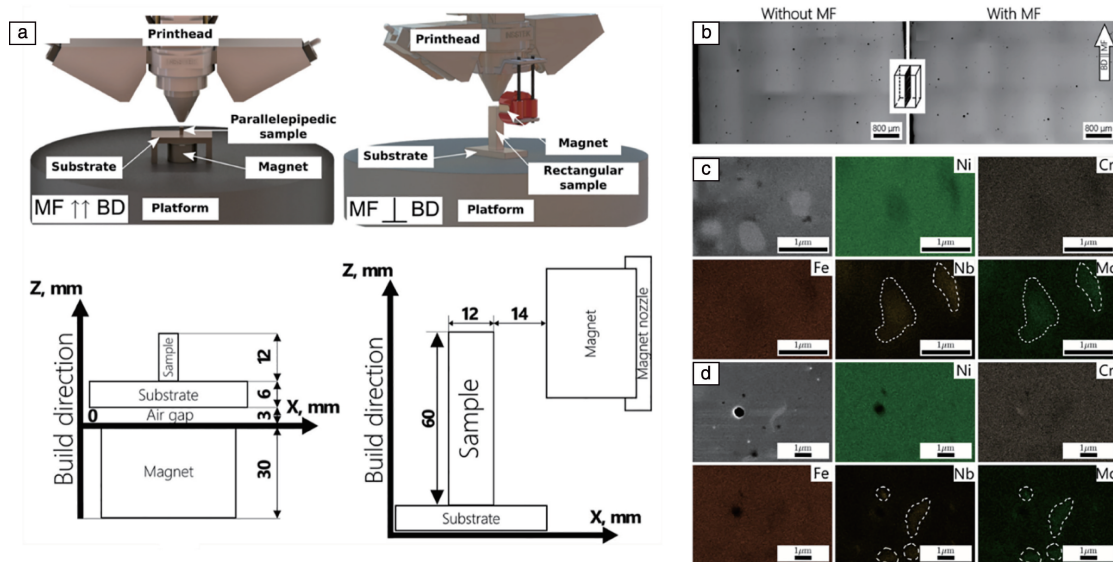 a
Printhead
Parallelepipedic
sample
Substrate
Magnet
MF ↑↑ BD
Platform
Printhead
Magnet
Substrate
Rectangular
sample
MF ⊥ BD
Platform
Z, mm
Build direction
Sample
12
Substrate
6
0
Air gap
3
X, mm
Magnet
30
Z, mm
Build direction
12
14
60
Sample
Magnet
Magnet nozzle
Substrate
X, mm
Without MF
With MF
b
BD||MF
800 µm
800 µm
c
Ni
Cr
1µm
1µm
1µm
Fe
Nb
Mo
1µm
1µm
1µm
d
Ni
Cr
1µm
1µm
1µm
Fe
Nb
Mo
1µm
1µm
1µm